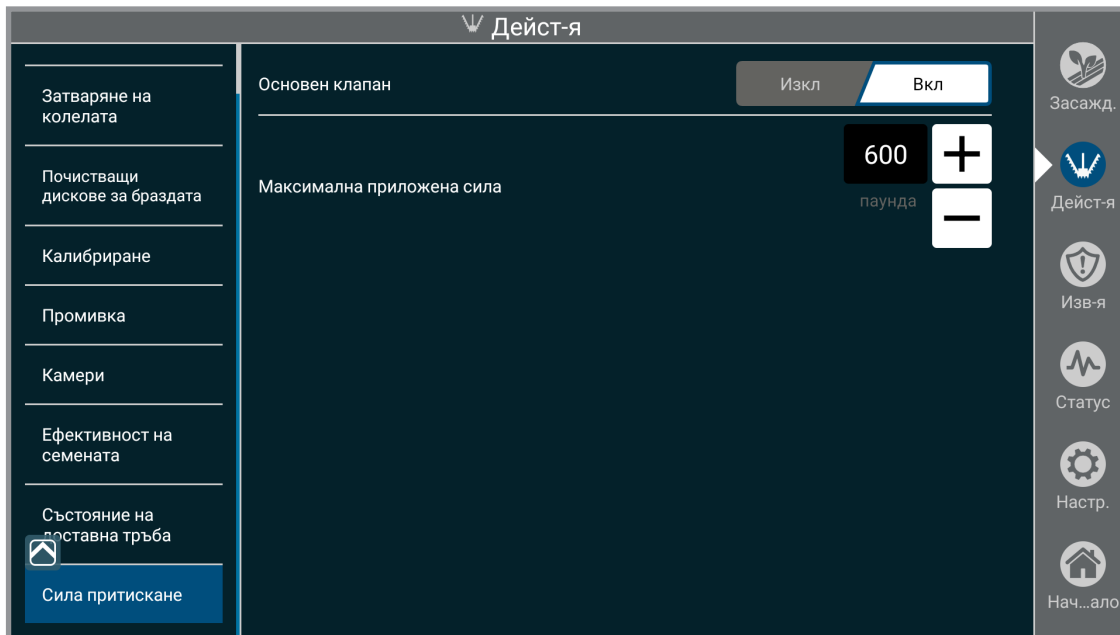 Дейст-я
Затваряне на
колелата
Почистващи
дискове за браздата
Калибриране
Промивка
Камери
Ефективност на
семената
Състояние на
доставна тръба
Сила притискане
Основен клапан
Изкл
Вкл
Максимална приложена сила
600
паунда
Засажд.
Дейст-я
Изв-я
Статус
Настр.
Нач...ало